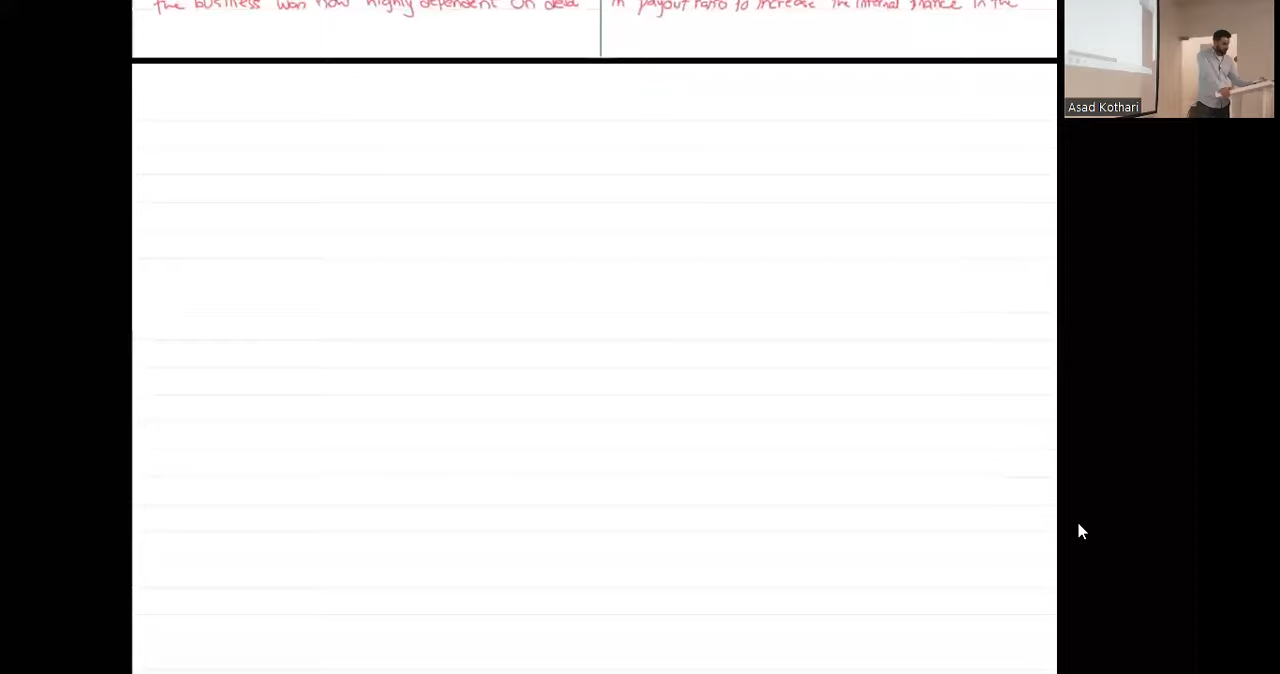 the business was now highly dependent on debt
in payout ratio to increase the internal finance in the
Asad Kothari